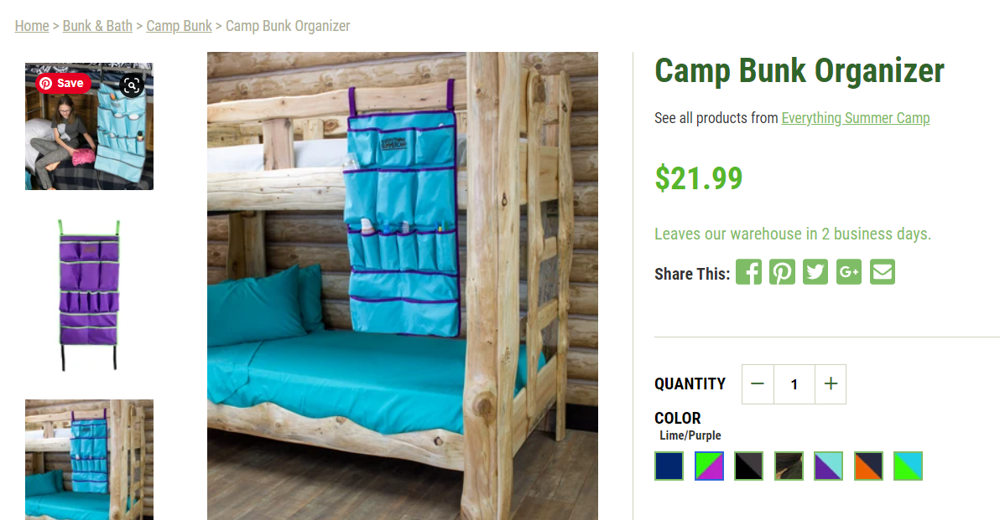 Home > Bunk & Bath > Camp Bunk > Camp Bunk Organizer
Save
Camp Bunk Organizer
See all products from Everything Summer Camp
$21.99
Leaves our warehouse in 2 business days.
Share This:
G+
QUANTITY
1
COLOR
Lime/Purple